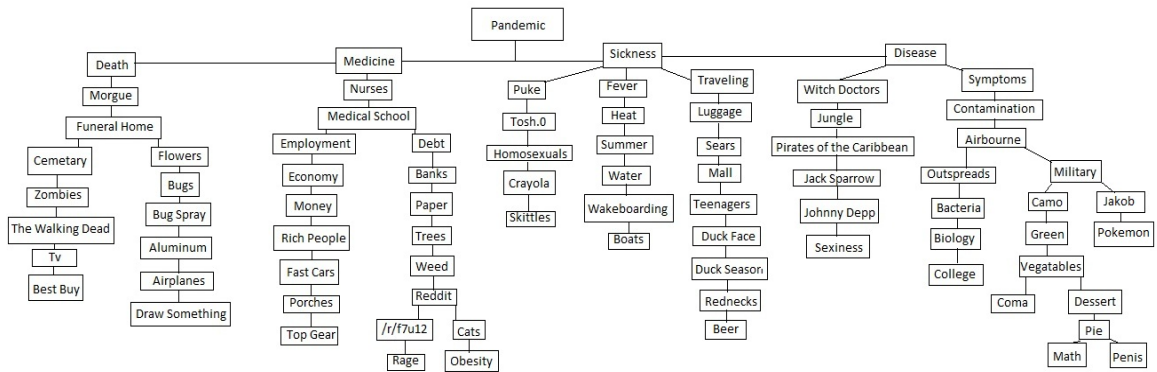 Pandemic
Death
Medicine
Sickness
Disease
Morgue
Funeral Home
Cemetary
Zombies
The Walking Dead
Tv
Best Buy
Flowers
Bugs
Bug Spray
Aluminum
Airplanes
Draw Something
Nurses
Medical School
Employment
Economy
Money
Rich People
Fast Cars
Porches
Top Gear
Debt
Banks
Paper
Trees
Weed
Reddit
/r/f7u12
Rage
Cats
Obesity
Puke
Tosh.0
Homosexuals
Crayola
Skittles
Fever
Heat
Summer
Water
Wakeboarding
Boats
Traveling
Luggage
Sears
Mall
Teenagers
Duck Face
Duck Season
Rednecks
Beer
Witch Doctors
Jungle
Pirates of the Caribbean
Jack Sparrow
Johnny Depp
Sexiness
Symptoms
Contamination
Airbourne
Outspreads
Bacteria
Biology
College
Military
Camo
Green
Vegatables
Coma
Dessert
Pie
Math
Penis
Jakob
Pokemon